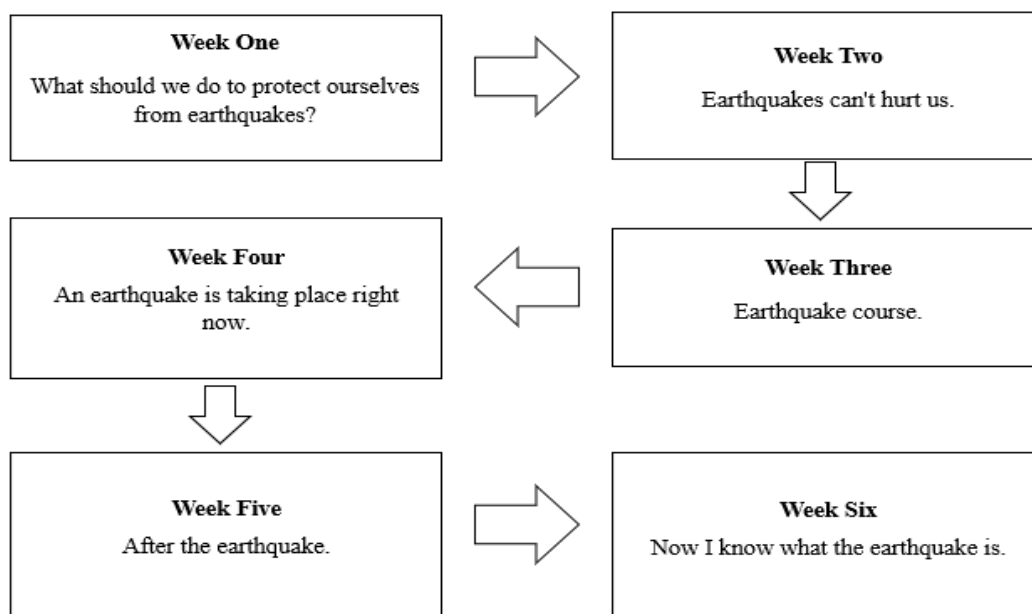 Week One
What should we do to protect ourselves
from earthquakes?
Week Two
Earthquakes can't hurt us.
Week Three
Earthquake course.
Week Four
An earthquake is taking place right
now.
Week Five
After the earthquake.
Week Six
Now I know what the earthquake is.